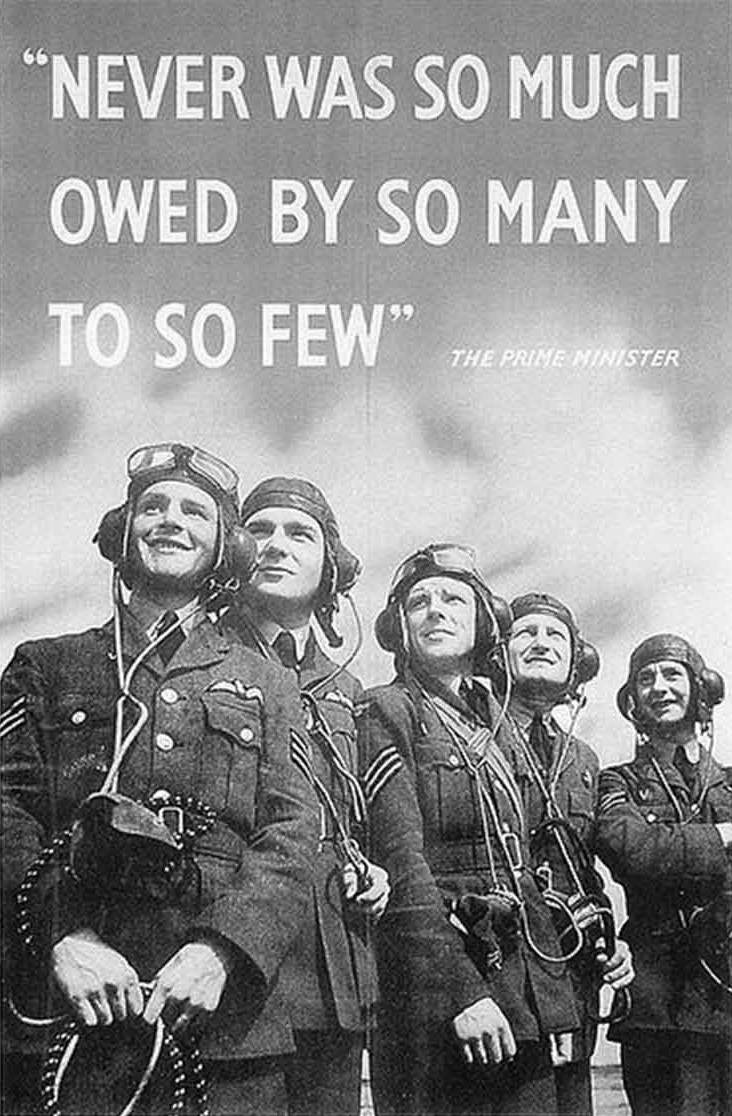 “NEVER WAS SO MUCH
OWED BY SO MANY
TO SO FEW”
THE PRIME MINISTER